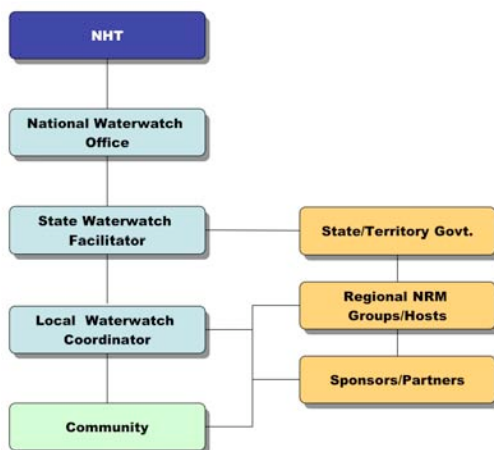 NHT
National Waterwatch
Office
State Waterwatch
Facilitator
State/Territory Govt.
Local Waterwatch
Coordinator
Regional NRM
Groups/Hosts
Sponsors/Partners
Community